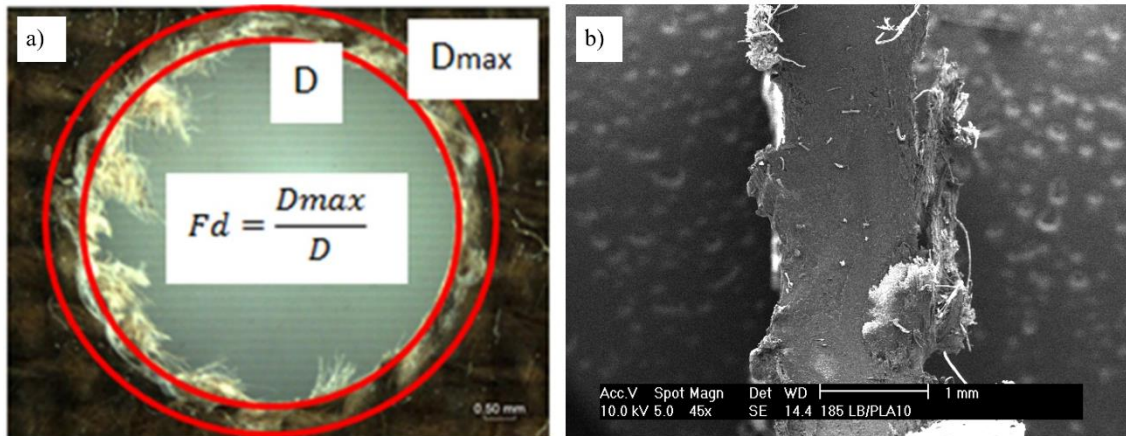 a)
D
Dmax
Fd = Dmax / D
0.50 mm
b)
Acc.V Spot Magn Det WD 1 mm
10.0 kV 5.0 45x SE 14.4 185 LB/PLA10